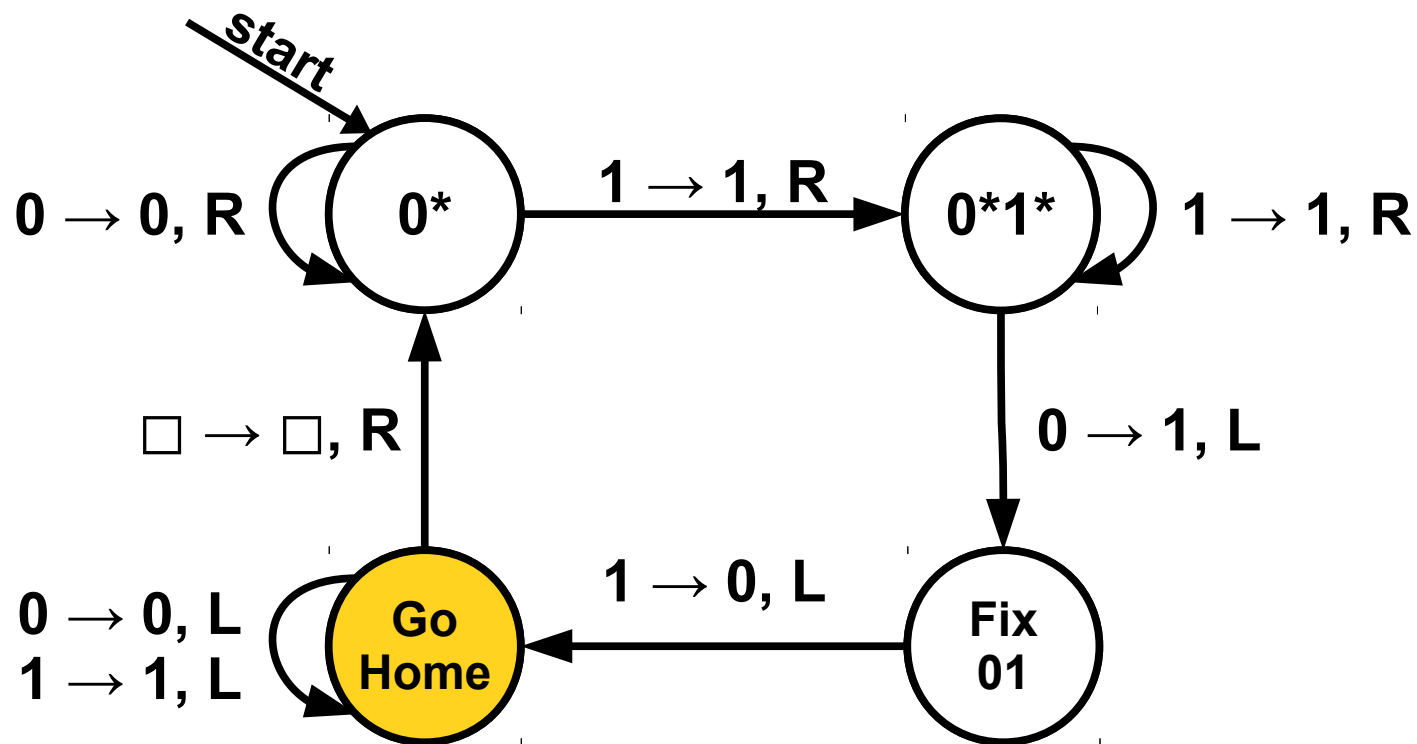 start
0 → 0, R
0*
1 → 1, R
0*1*
1 → 1, R
□ → □, R
0 → 1, L
0 → 0, L
1 → 1, L
Go
Home
1 → 0, L
Fix
01